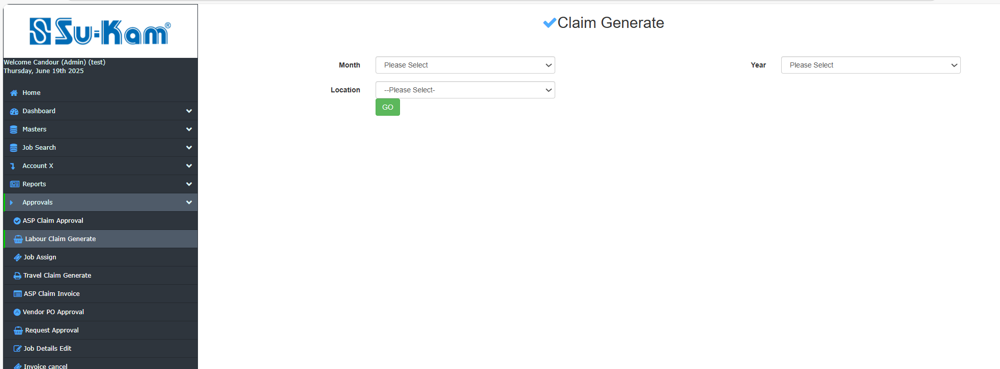 Su-Kam®
Welcome Candour (Admin) (test)
Thursday, June 19th 2025
Home
Dashboard
Masters
Job Search
Account X
Reports
Approvals
ASP Claim Approval
Labour Claim Generate
Job Assign
Travel Claim Generate
ASP Claim Invoice
Vendor PO Approval
Request Approval
Job Details Edit
Invoice cancel
Claim Generate
Month Please Select Year Please Select
Location --Please Select-
GO